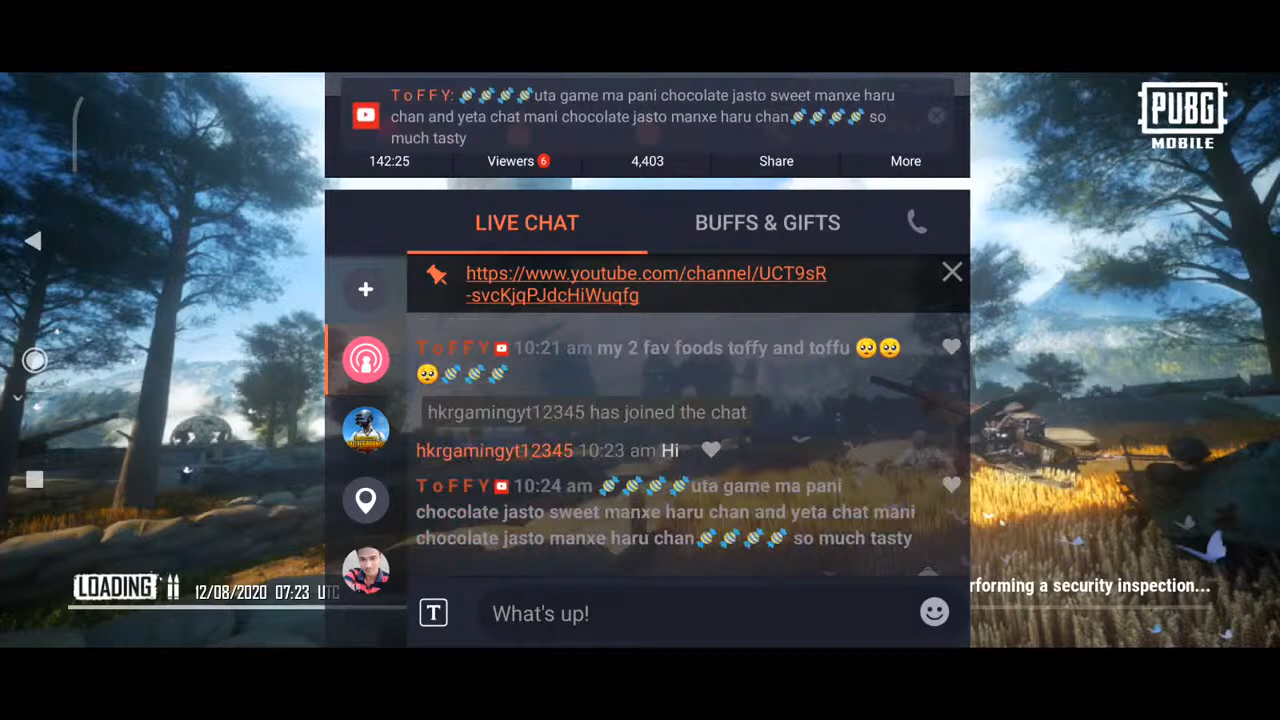 T o F F Y: 🍬🍬🍬🍬uta game ma pani chocolate jasto sweet manxe haru
chan and yeta chat mani chocolate jasto manxe haru chan🍬🍬🍬🍬 so
much tasty
PUBG
MOBILE
142:25 Viewers 6 4,403 Share More
LIVE CHAT BUFFS & GIFTS
https://www.youtube.com/channel/UCT9sR
-svcKjqPJdcHiWuqfg
T o F F Y 10:21 am my 2 fav foods toffy and toffu 🥺🥺
🥺🍬🍬🍬
hkrgamingyt12345 has joined the chat
hkrgamingyt12345 10:23 am Hi
T o F F Y 10:24 am 🍬🍬🍬🍬uta game ma pani
chocolate jasto sweet manxe haru chan and yeta chat mani
chocolate jasto manxe haru chan🍬🍬🍬🍬 so much tasty
LOADING 12/08/2020 07:23 UTC
rforming a security inspection...
T What's up!